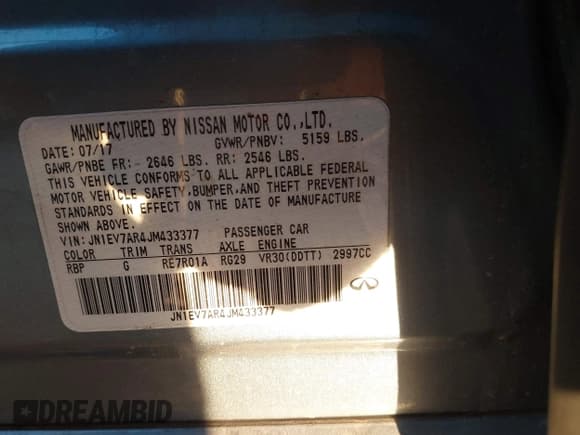 MANUFACTURED BY NISSAN MOTOR CO.,LTD.
DATE: 07/17 GVWR/PNBV: 5159 LBS.
GAWR/PNBE FR: 2646 LBS. RR: 2546 LBS.
THIS VEHICLE CONFORMS TO ALL APPLICABLE FEDERAL
MOTOR VEHICLE SAFETY,BUMPER,AND THEFT PREVENTION
STANDARDS IN EFFECT ON THE DATE OF MANUFACTURE
SHOWN ABOVE.
VIN: JN1EV7AR4JM433377 PASSENGER CAR
COLOR TRIM TRANS AXLE ENGINE
RBP G RE7R01A RG29 VR30(DDTT) 2997CC
JN1EV7AR4JM433377
DREAMBID